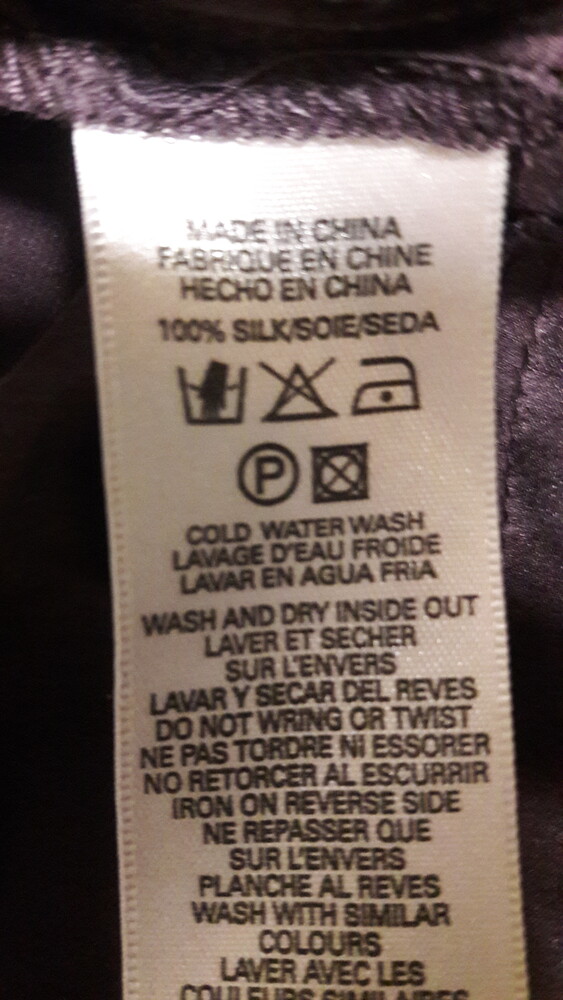 MADE IN CHINA
FABRIQUE EN CHINE
HECHO EN CHINA
100% SILK/SOIE/SEDA
P
COLD WATER WASH
LAVAGE D'EAU FROIDE
LAVAR EN AGUA FRiA
WASH AND DRY INSIDE OUT
LAVER ET SECHER
SUR L'ENVERS
LAVAR Y SECAR DEL REVES
DO NOT WRING OR TWIST
NE PAS TORDRE Ni ESSORER
NO RETORCER AL ESCURRIR
IRON ON REVERSE SIDE
NE REPASSER QUE
SUR L'ENVERS
PLANCHE AL REVES
WASH WITH SIMILAR
COLOURS
LAVER AVEC LES
COULEURS SIMILAIRES